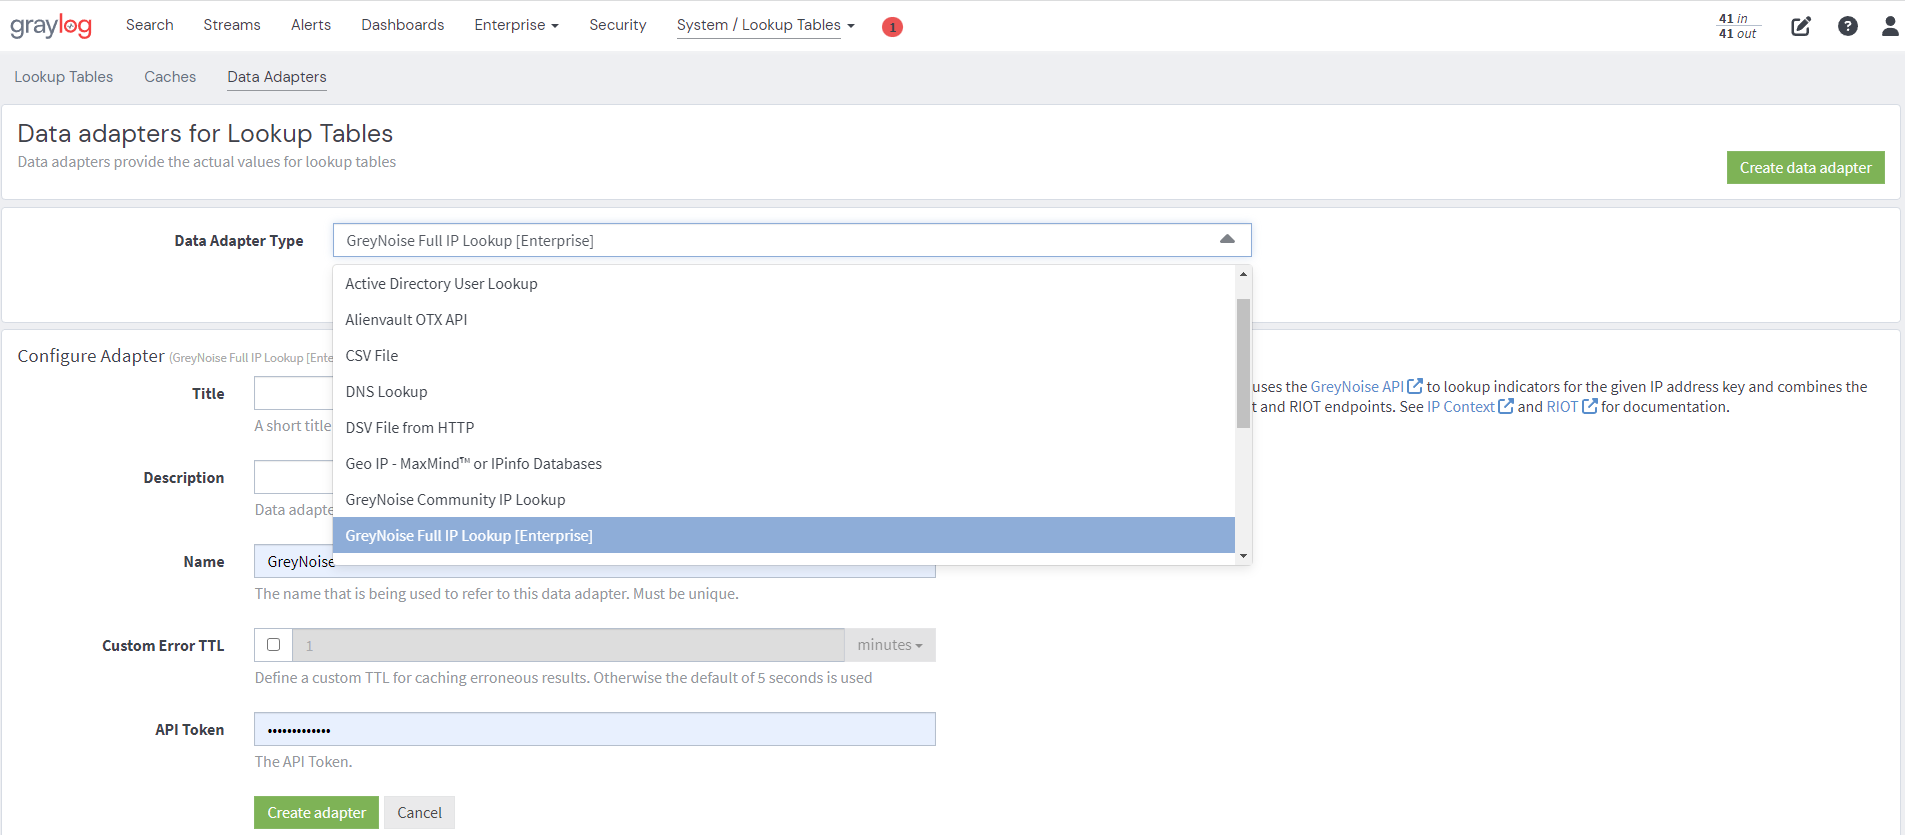 graylog Search Streams Alerts Dashboards Enterprise Security System / Lookup Tables 1 41 in
41 out
Lookup Tables Caches Data Adapters
Data adapters for Lookup Tables
Data adapters provide the actual values for lookup tables
Create data adapter
Data Adapter Type GreyNoise Full IP Lookup [Enterprise]
Active Directory User Lookup
Alienvault OTX API
CSV File
DNS Lookup
DSV File from HTTP
Geo IP - MaxMind™ or IPinfo Databases
GreyNoise Community IP Lookup
GreyNoise Full IP Lookup [Enterprise]
Configure Adapter (GreyNoise Full IP Lookup [Ente
Title
A short title
uses the GreyNoise API to lookup indicators for the given IP address key and combines the
t and RIOT endpoints. See IP Context and RIOT for documentation.
Description
Data adapte
Name GreyNoise
The name that is being used to refer to this data adapter. Must be unique.
Custom Error TTL 1 minutes
Define a custom TTL for caching erroneous results. Otherwise the default of 5 seconds is used
API Token •••••••••••••
The API Token.
Create adapter Cancel